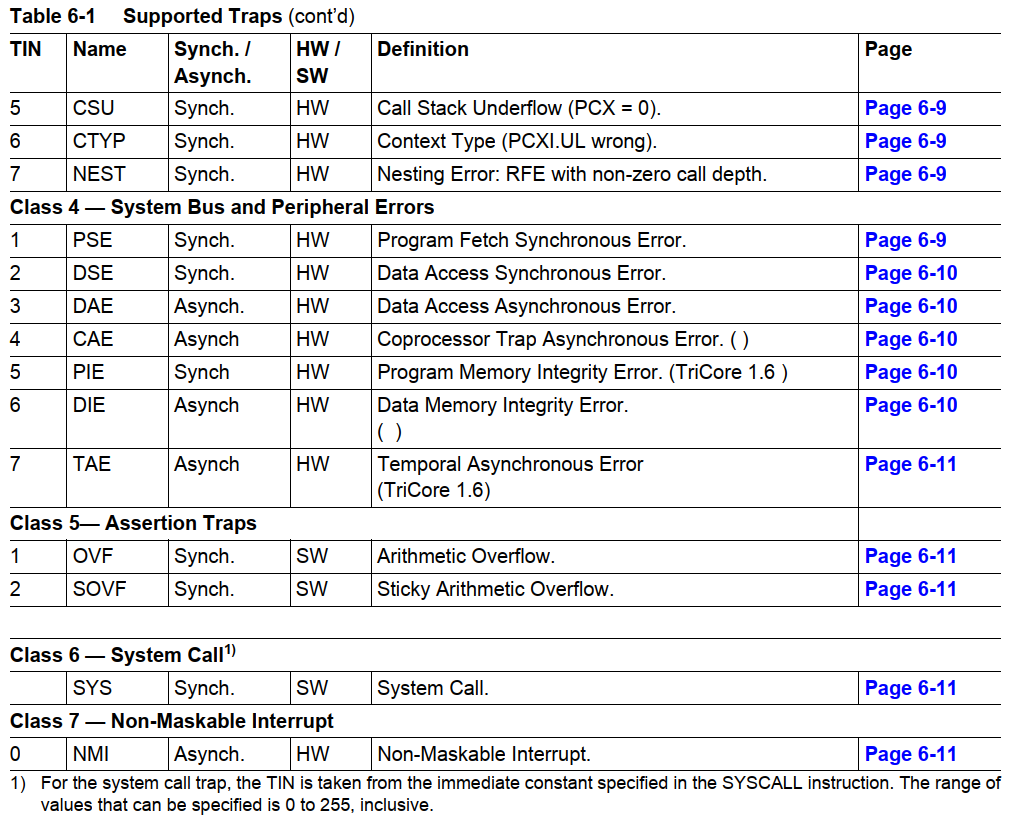 Table 6-1 Supported Traps (cont'd)
TIN Name Synch. / Asynch. HW / SW Definition Page
5 CSU Synch. HW Call Stack Underflow (PCX = 0). Page 6-9
6 CTYP Synch. HW Context Type (PCXI.UL wrong). Page 6-9
7 NEST Synch. HW Nesting Error: RFE with non-zero call depth. Page 6-9
Class 4 — System Bus and Peripheral Errors
1 PSE Synch. HW Program Fetch Synchronous Error. Page 6-9
2 DSE Synch. HW Data Access Synchronous Error. Page 6-10
3 DAE Asynch. HW Data Access Asynchronous Error. Page 6-10
4 CAE Asynch HW Coprocessor Trap Asynchronous Error. ( ) Page 6-10
5 PIE Synch HW Program Memory Integrity Error. (TriCore 1.6 ) Page 6-10
6 DIE Asynch HW Data Memory Integrity Error. Page 6-10
( )
7 TAE Asynch HW Temporal Asynchronous Error Page 6-11
(TriCore 1.6)
Class 5— Assertion Traps
1 OVF Synch. SW Arithmetic Overflow. Page 6-11
2 SOVF Synch. SW Sticky Arithmetic Overflow. Page 6-11
Class 6 — System Call1)
SYS Synch. SW System Call. Page 6-11
Class 7 — Non-Maskable Interrupt
0 NMI Asynch. HW Non-Maskable Interrupt. Page 6-11
1) For the system call trap, the TIN is taken from the immediate constant specified in the SYSCALL instruction. The range of
values that can be specified is 0 to 255, inclusive.